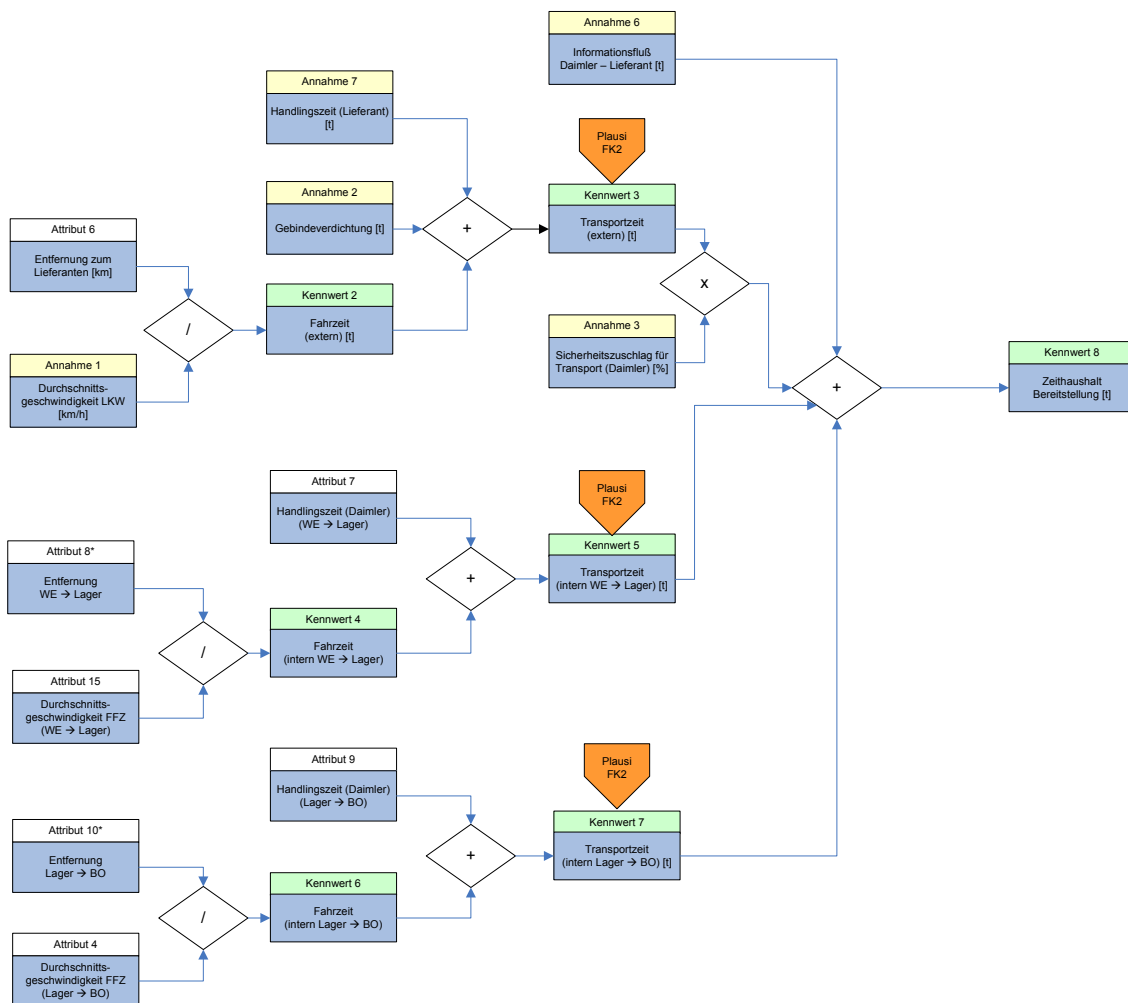 Annahme 6
Informationsfluß
Daimler – Lieferant [t]
Annahme 7
Handlingszeit (Lieferant)
[t]
Plausi
FK2
Annahme 2
Gebindeverdichtung [t]
+
Kennwert 3
Transportzeit
(extern) [t]
Attribut 6
Entfernung zum
Lieferanten [km]
x
Kennwert 2
Fahrzeit
(extern) [t]
/
Annahme 3
Sicherheitszuschlag für
Transport (Daimler) [%]
Annahme 1
Durchschnitts-
geschwindigkeit LKW
[km/h]
+
Kennwert 8
Zeithaushalt
Bereitstellung [t]
Attribut 7
Handlingszeit (Daimler)
(WE → Lager)
Plausi
FK2
Attribut 8*
Entfernung
WE → Lager
+
Kennwert 5
Transportzeit
(intern WE → Lager) [t]
Kennwert 4
Fahrzeit
(intern WE → Lager)
/
Attribut 15
Durchschnitts-
geschwindigkeit FFZ
(WE → Lager)
Attribut 9
Handlingszeit (Daimler)
(Lager → BO)
Plausi
FK2
Attribut 10*
Entfernung
Lager → BO
+
Kennwert 7
Transportzeit
(intern Lager → BO) [t]
Kennwert 6
Fahrzeit
(intern Lager → BO)
/
Attribut 4
Durchschnitts-
geschwindigkeit FFZ
(Lager → BO)